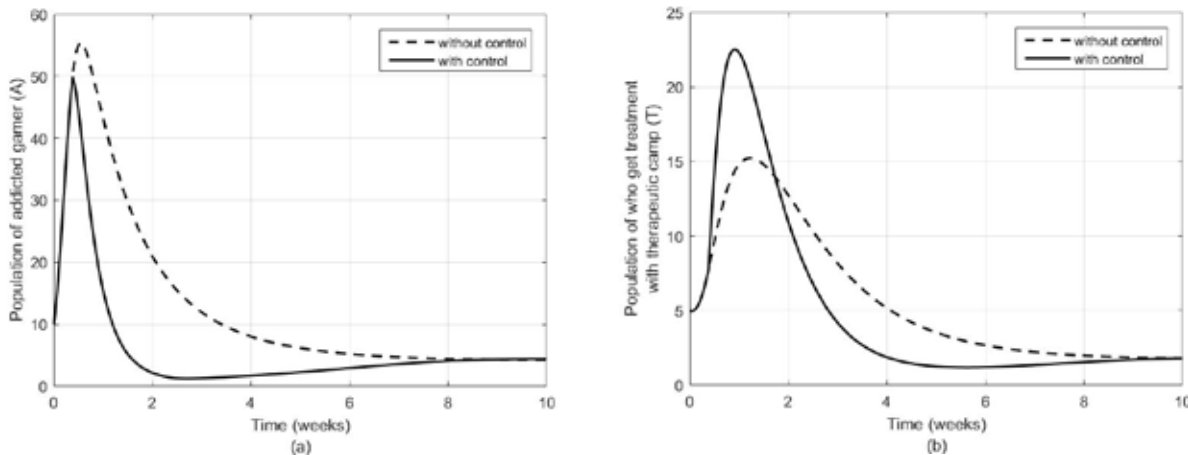 60
50
40
30
20
10
0
Population of addicted gamer (A)
without control
with control
0 2 4 6 8 10
Time (weeks)
(a)
25
20
15
10
5
0
Population of who get treatment
with therapeutic camp (T)
without control
with control
0 2 4 6 8 10
Time (weeks)
(b)